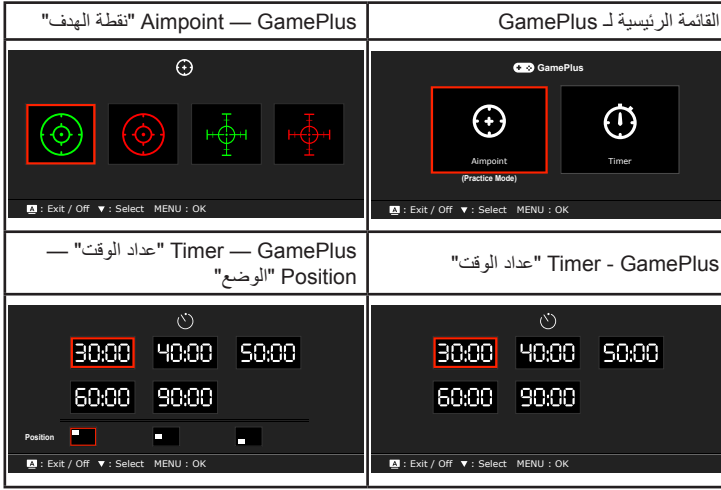 القائمة الرئيسية لـ GamePlus
GamePlus — Aimpoint "نقطة الهدف"
GamePlus
Aimpoint
Timer
(Practice Mode)
A : Exit / Off ▼ : Select MENU : OK
A : Exit / Off ▼ : Select MENU : OK
GamePlus - Timer "عداد الوقت"
GamePlus — Timer "عداد الوقت" —
Position "الوضع"
30:00 40:00 50:00
60:00 90:00
A : Exit / Off ▼ : Select MENU : OK
30:00 40:00 50:00
60:00 90:00
Position
A : Exit / Off ▼ : Select MENU : OK